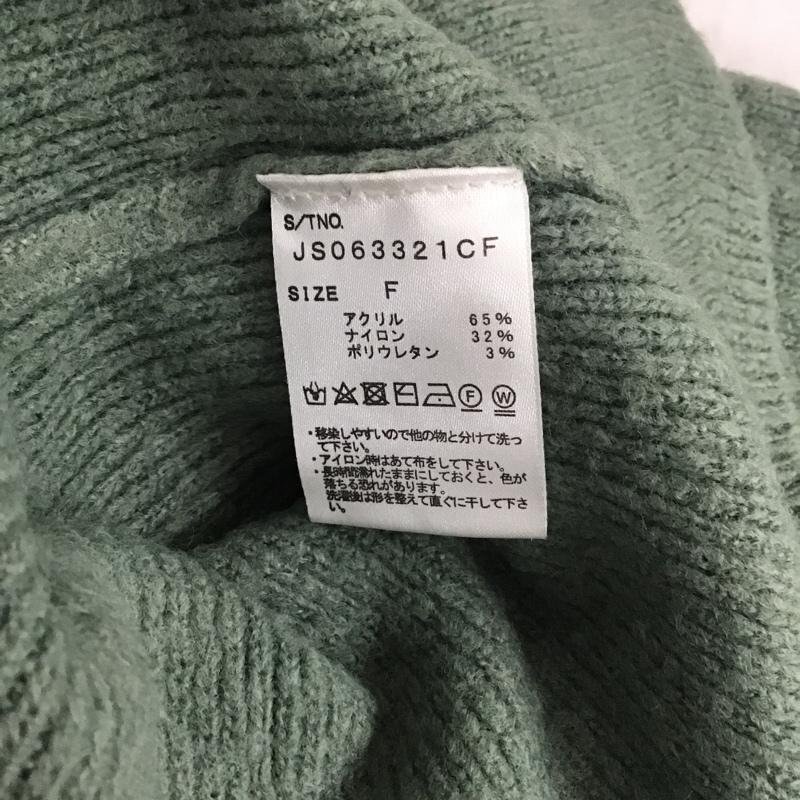 S/TNO.
JS063321CF
SIZE F
アクリル 65%
ナイロン 32%
ポリウレタン 3%
F W
・移染しやすいので他の物と分けて洗っ
て下さい。
・アイロン時はあて布をして下さい。
・長時間濡れたままにしておくと、色が
落ちる恐れがあります。
洗濯後は形を整えて直ぐに干して下さ
い。